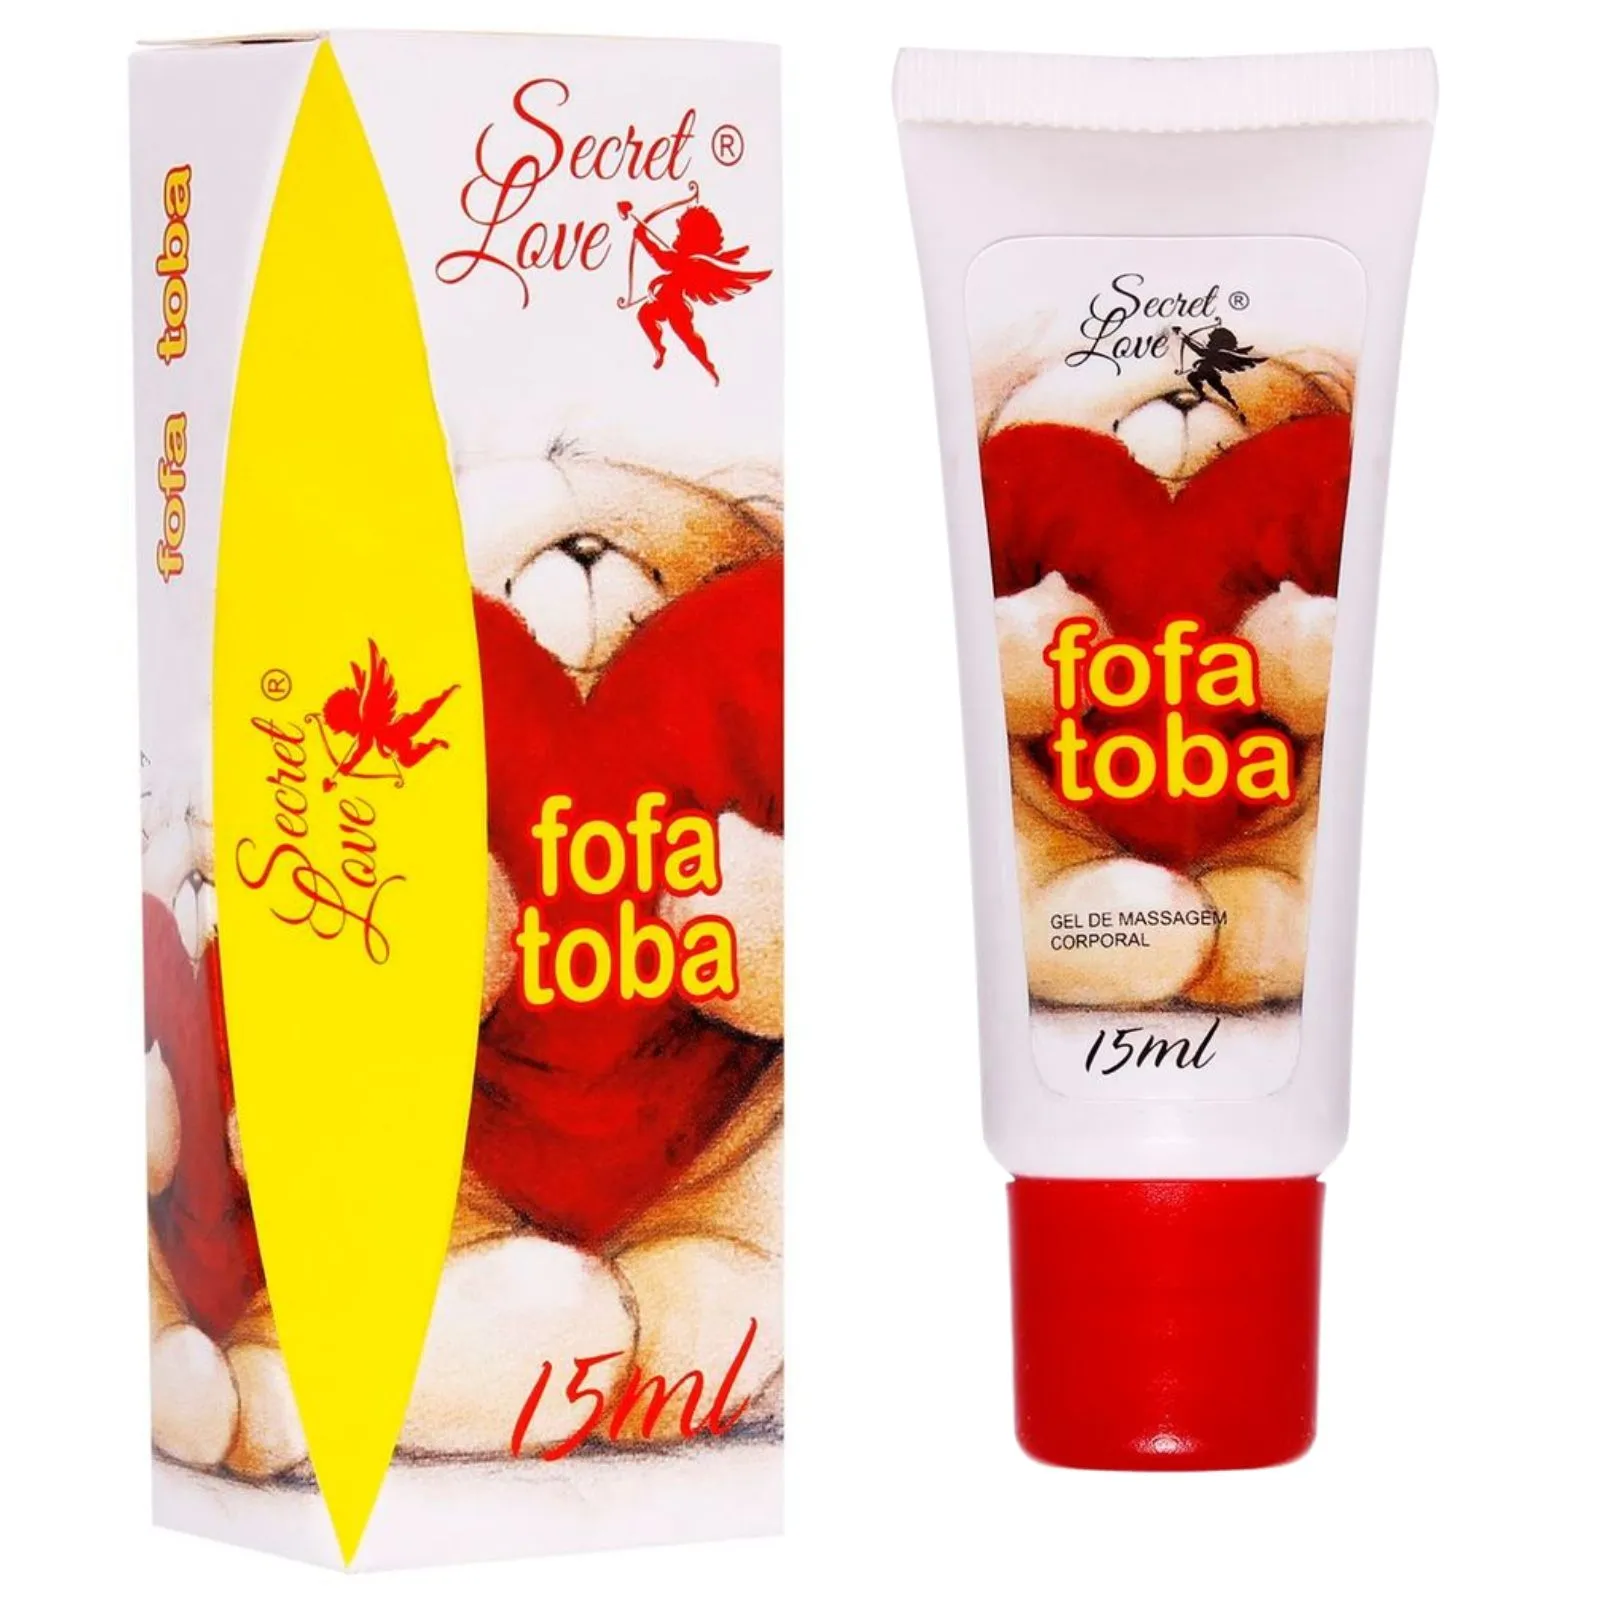 fofa toba
Secret ®
Love
Secret ®
Love
fofa
toba
15ml
Secret ®
Love
fofa
toba
GEL DE MASSAGEM
CORPORAL
15ml